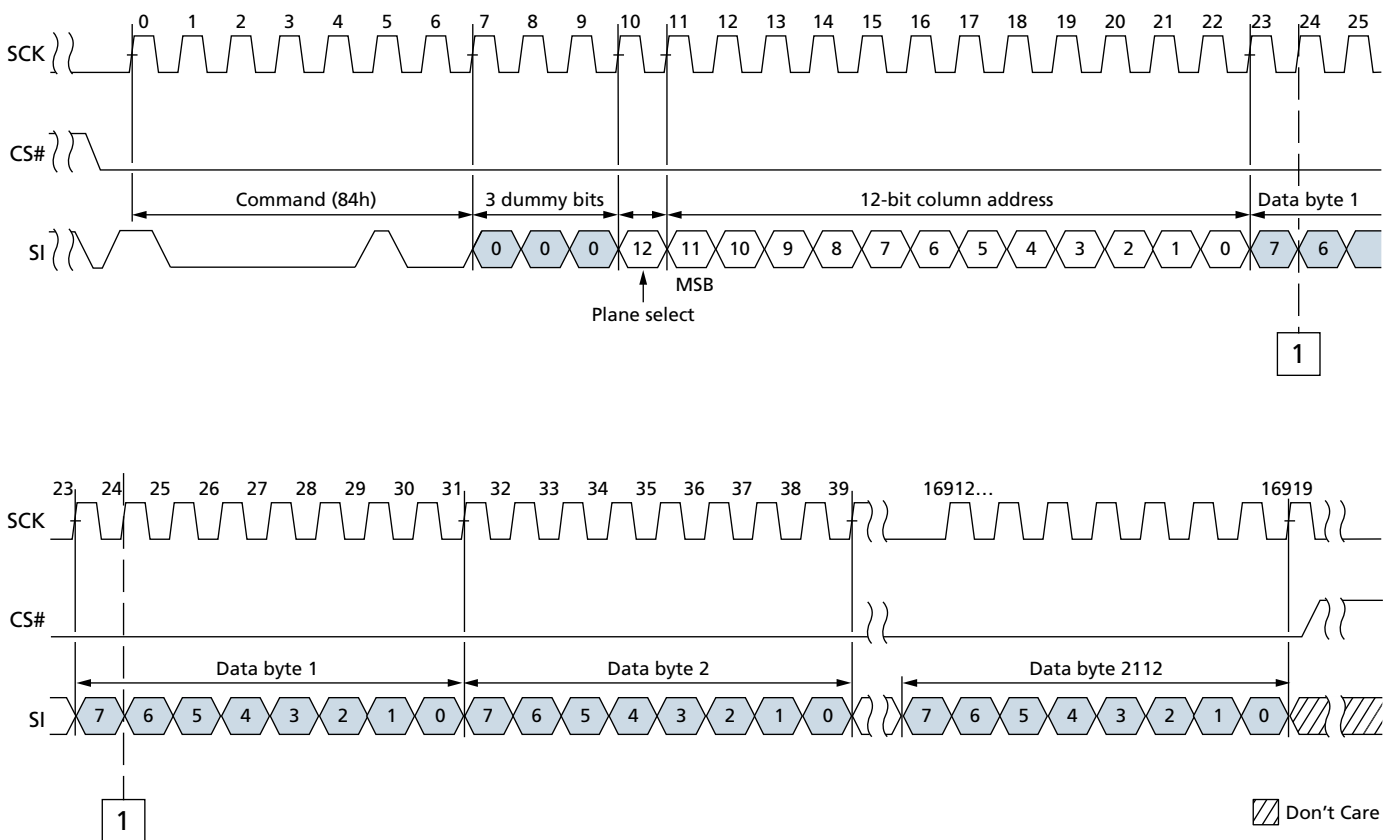 0 1 2 3 4 5 6 7 8 9 10 11 12 13 14 15 16 17 18 19 20 21 22 23 24 25
SCK
CS#
Command (84h) 3 dummy bits 12-bit column address Data byte 1
SI 0 0 0 12 11 10 9 8 7 6 5 4 3 2 1 0 7 6
MSB
Plane select
1
23 24 25 26 27 28 29 30 31 32 33 34 35 36 37 38 39 16912... 16919
SCK
CS#
Data byte 1 Data byte 2 Data byte 2112
SI 7 6 5 4 3 2 1 0 7 6 5 4 3 2 1 0 7 6 5 4 3 2 1 0
1
Don't Care